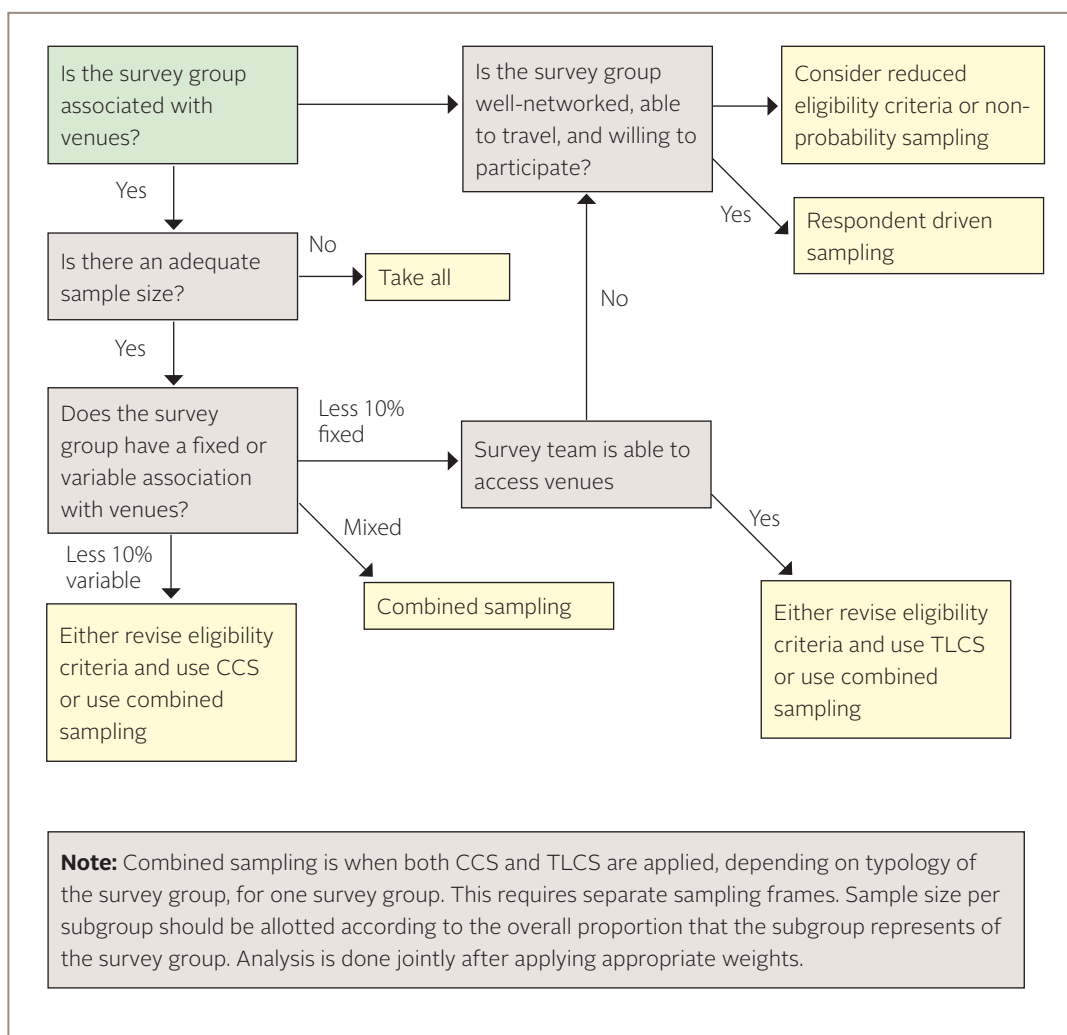 Is the survey group
associated with
venues?
Is the survey group
well-networked, able
to travel, and willing to
participate?
Consider reduced
eligibility criteria or non-
probability sampling
Yes
Yes
Respondent driven
sampling
Is there an adequate
sample size?
No
Take all
No
Yes
Does the survey
group have a fixed or
variable association
with venues?
Less 10%
fixed
Survey team is able to
access venues
Mixed
Yes
Less 10%
variable
Combined sampling
Either revise eligibility
criteria and use CCS
or use combined
sampling
Either revise eligibility
criteria and use TLCS
or use combined
sampling
Note: Combined sampling is when both CCS and TLCS are applied, depending on typology of
the survey group, for one survey group. This requires separate sampling frames. Sample size per
subgroup should be allotted according to the overall proportion that the subgroup represents of
the survey group. Analysis is done jointly after applying appropriate weights.